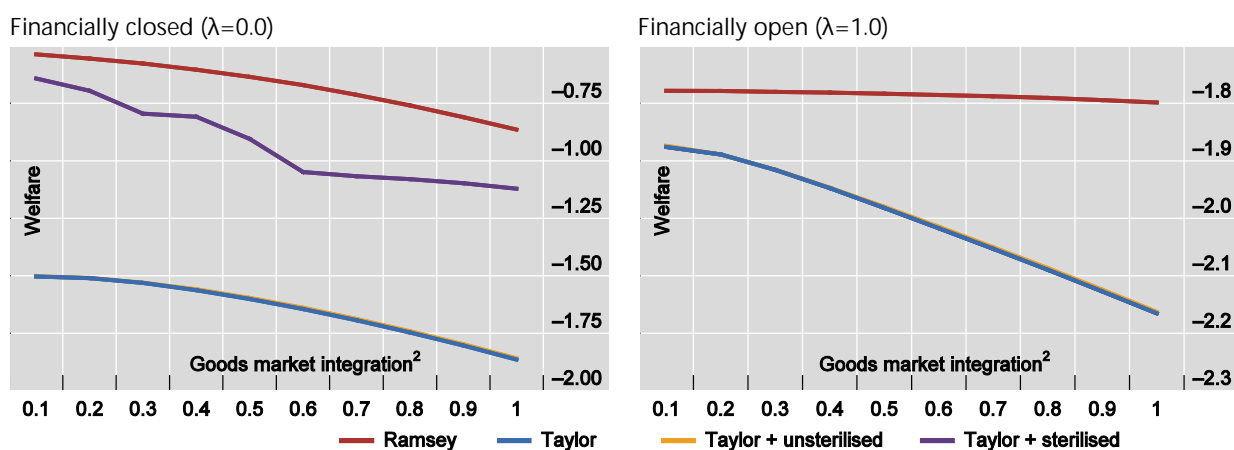 Financially closed (λ=0.0)
–0.75
–1.00
–1.25
–1.50
–1.75
–2.00
Welfare
Goods market integration²
0.1 0.2 0.3 0.4 0.5 0.6 0.7 0.8 0.9 1
Financially open (λ=1.0)
–1.8
–1.9
–2.0
–2.1
–2.2
–2.3
Welfare
Goods market integration²
0.1 0.2 0.3 0.4 0.5 0.6 0.7 0.8 0.9 1
Ramsey Taylor Taylor + unsterilised Taylor + sterilised